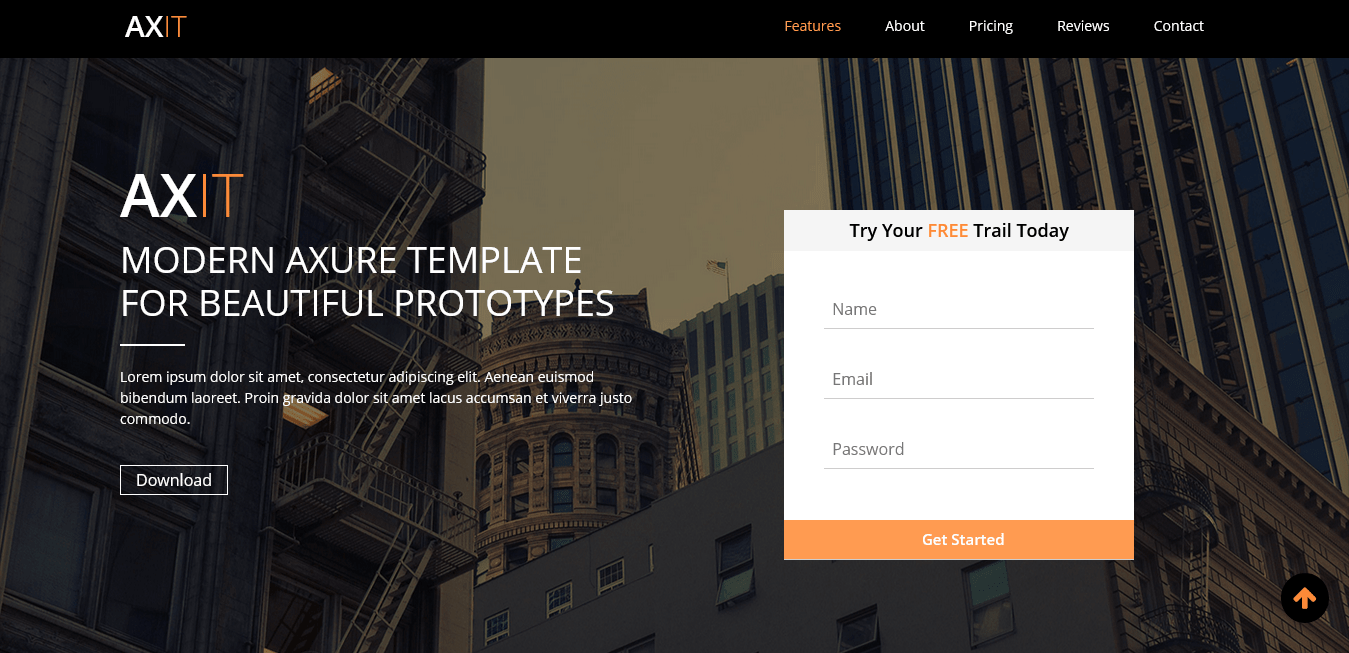 AXIT
Features About Pricing Reviews Contact
AXIT
MODERN AXURE TEMPLATE
FOR BEAUTIFUL PROTOTYPES
Lorem ipsum dolor sit amet, consectetur adipiscing elit. Aenean euismod
bibendum laoreet. Proin gravida dolor sit amet lacus accumsan et viverra justo
commodo.
Download
Try Your FREE Trail Today
Name
Email
Password
Get Started